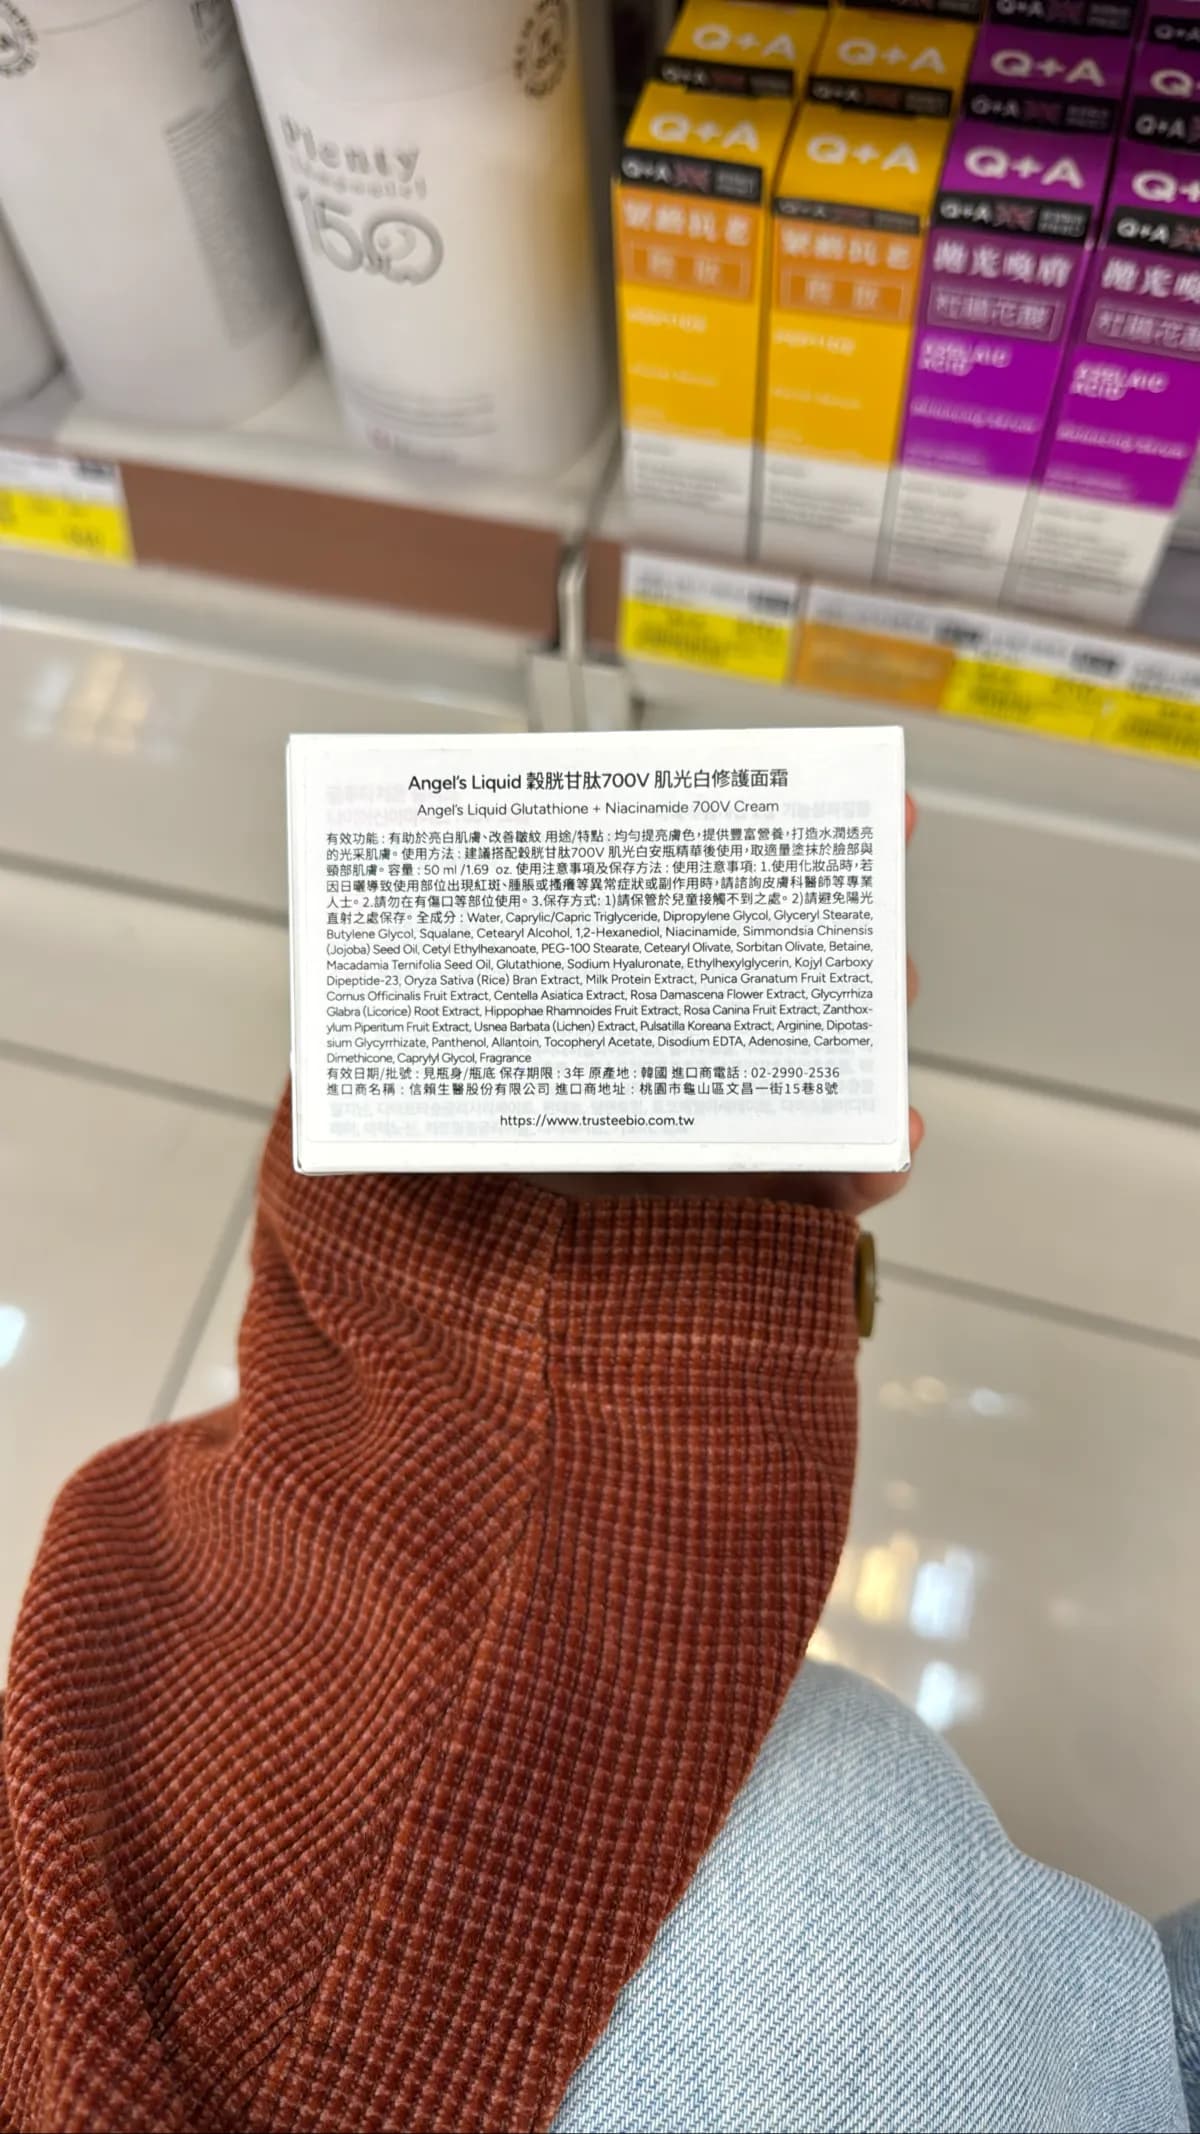 Plenty
150
Q+A
Q+A
Q+A
Q+A
Q+A
Q+A
Q+A
Q+A
拋光喚膚
杜鵑花酸
Angel's Liquid 穀胱甘肽700V 肌光白修護面霜
Angel's Liquid Glutathione + Niacinamide 700V Cream
有效功能：有助於亮白肌膚、改善皺紋 用途/特點：均勻提亮膚色，提供豐富營養，打造水潤透亮
的光采肌膚。使用方法：建議搭配穀胱甘肽700V 肌光白安瓶精華後使用，取適量塗抹於臉部與
頸部肌膚。容量：50 ml /1.69 oz. 使用注意事項及保存方法：使用注意事項: 1.使用化妝品時，若
因日曬導致使用部位出現紅斑、腫脹或搔癢等異常症狀或副作用時，請諮詢皮膚科醫師等專業
人士。2.請勿在有傷口等部位使用。3.保存方式: 1)請保管於兒童接觸不到之處。2)請避免陽光
直射之處保存。全成分：Water, Caprylic/Capric Triglyceride, Dipropylene Glycol, Glyceryl Stearate,
Butylene Glycol, Squalane, Cetearyl Alcohol, 1,2-Hexanediol, Niacinamide, Simmondsia Chinensis
(Jojoba) Seed Oil, Cetyl Ethylhexanoate, PEG-100 Stearate, Cetearyl Olivate, Sorbitan Olivate, Betaine,
Macadamia Ternifolia Seed Oil, Glutathione, Sodium Hyaluronate, Ethylhexylglycerin, Kojyl Carboxy
Dipeptide-23, Oryza Sativa (Rice) Bran Extract, Milk Protein Extract, Punica Granatum Fruit Extract,
Cornus Officinalis Fruit Extract, Centella Asiatica Extract, Rosa Damascena Flower Extract, Glycyrrhiza
Glabra (Licorice) Root Extract, Hippophae Rhamnoides Fruit Extract, Rosa Canina Fruit Extract, Zanthox-
ylum Piperitum Fruit Extract, Usnea Barbata (Lichen) Extract, Pulsatilla Koreana Extract, Arginine, Dipotas-
sium Glycyrrhizate, Panthenol, Allantoin, Tocopheryl Acetate, Disodium EDTA, Adenosine, Carbomer,
Dimethicone, Caprylyl Glycol, Fragrance
有效日期/批號：見瓶身/瓶底 保存期限：3年 原產地：韓國 進口商電話：02-2990-2536
進口商名稱：信賴生醫股份有限公司 進口商地址：桃園市龜山區文昌一街15巷8號
https://www.trusteebio.com.tw